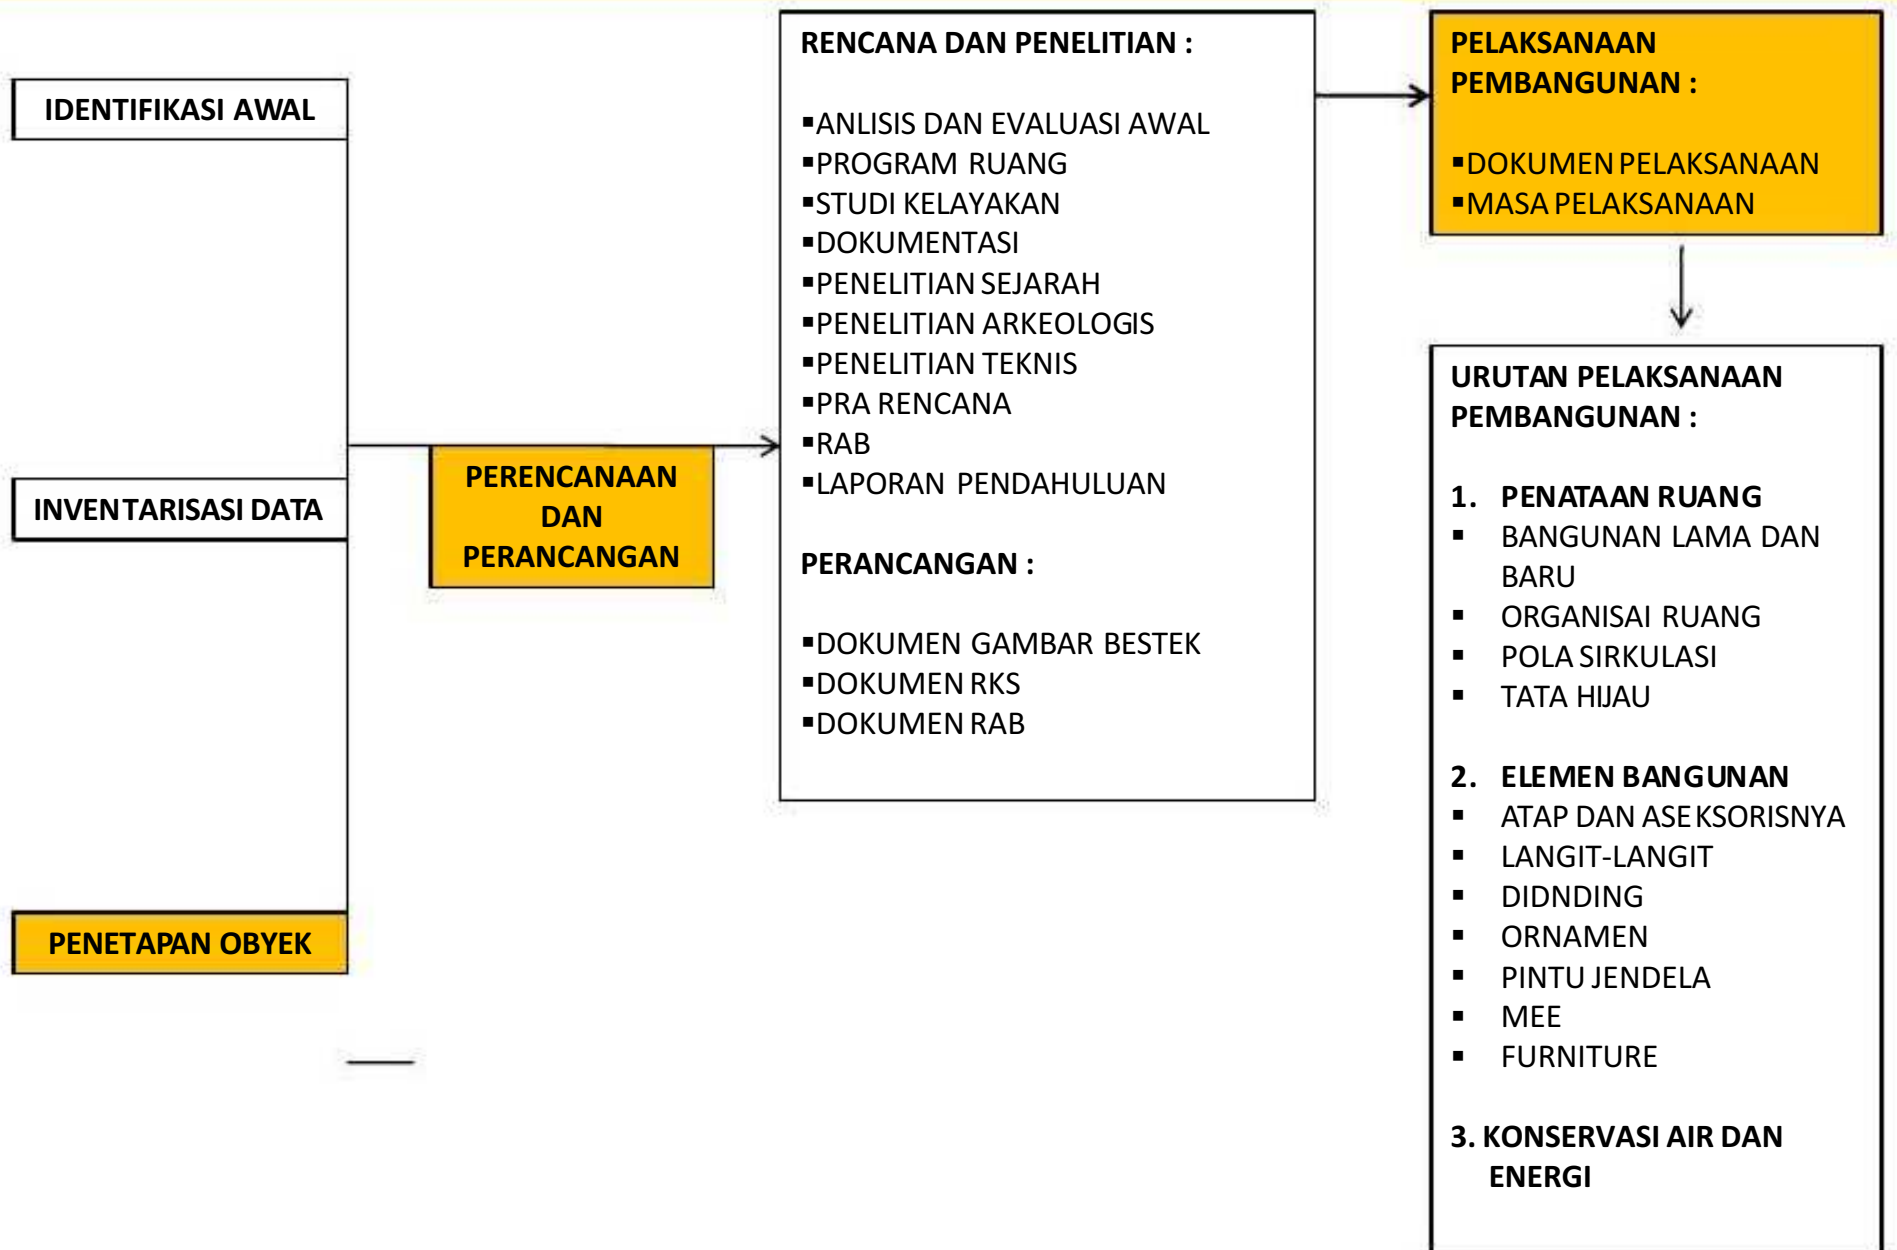 IDENTIFIKASI AWAL
INVENTARISASI DATA
PENETAPAN OBYEK
PERENCANAAN
DAN
PERANCANGAN
RENCANA DAN PENELITIAN :
▪ANLISIS DAN EVALUASI AWAL
▪PROGRAM RUANG
▪STUDI KELAYAKAN
▪DOKUMENTASI
▪PENELITIAN SEJARAH
▪PENELITIAN ARKEOLOGIS
▪PENELITIAN TEKNIS
▪PRA RENCANA
▪RAB
▪LAPORAN PENDAHULUAN
PERANCANGAN :
▪DOKUMEN GAMBAR BESTEK
▪DOKUMEN RKS
▪DOKUMEN RAB
PELAKSANAAN
PEMBANGUNAN :
▪DOKUMEN PELAKSANAAN
▪MASA PELAKSANAAN
URUTAN PELAKSANAAN
PEMBANGUNAN :
1. PENATAAN RUANG
▪ BANGUNAN LAMA DAN
BARU
▪ ORGANISAI RUANG
▪ POLA SIRKULASI
▪ TATA HIJAU
2. ELEMEN BANGUNAN
▪ ATAP DAN ASEKSORISNYA
▪ LANGIT-LANGIT
▪ DIDNDING
▪ ORNAMEN
▪ PINTU JENDELA
▪ MEE
▪ FURNITURE
3. KONSERVASI AIR DAN
ENERGI